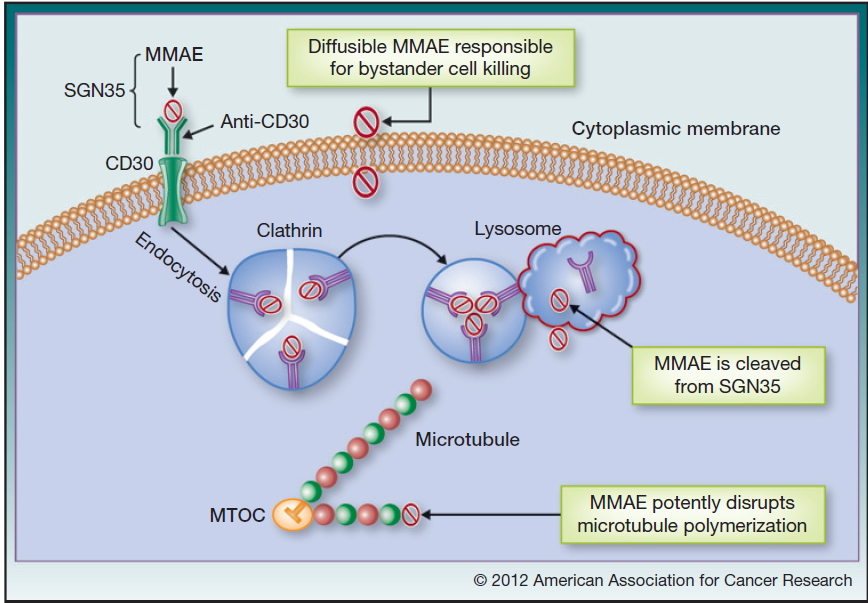 MMAE
SGN35
Anti-CD30
CD30
Diffusible MMAE responsible
for bystander cell killing
Cytoplasmic membrane
Endocytosis
Clathrin
Lysosome
MMAE is cleaved
from SGN35
Microtubule
MTOC
MMAE potently disrupts
microtubule polymerization
© 2012 American Association for Cancer Research